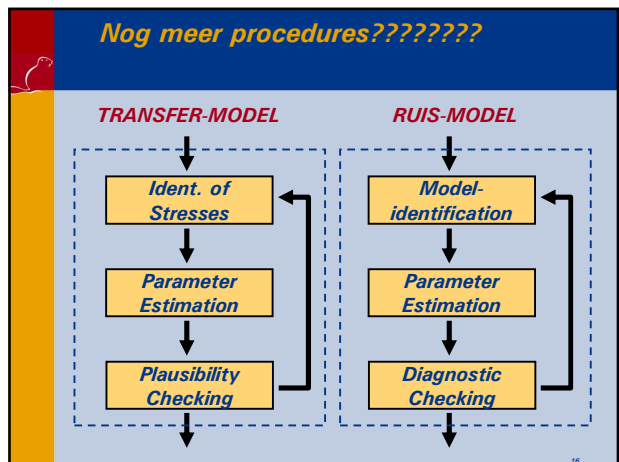 Nog meer procedures????????
TRANSFER-MODEL
Ident. of
Stresses
Parameter
Estimation
Plausibility
Checking
RUIS-MODEL
Model-
identification
Parameter
Estimation
Diagnostic
Checking
16